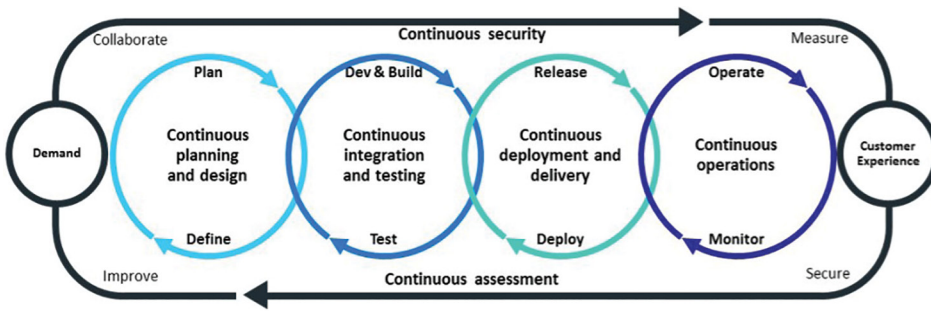 Collaborate
Continuous security
Measure
Plan
Dev & Build
Release
Operate
Demand
Continuous
planning
and design
Continuous
integration
and testing
Continuous
deployment and
delivery
Continuous
operations
Customer
Experience
Define
Test
Deploy
Monitor
Improve
Continuous assessment
Secure